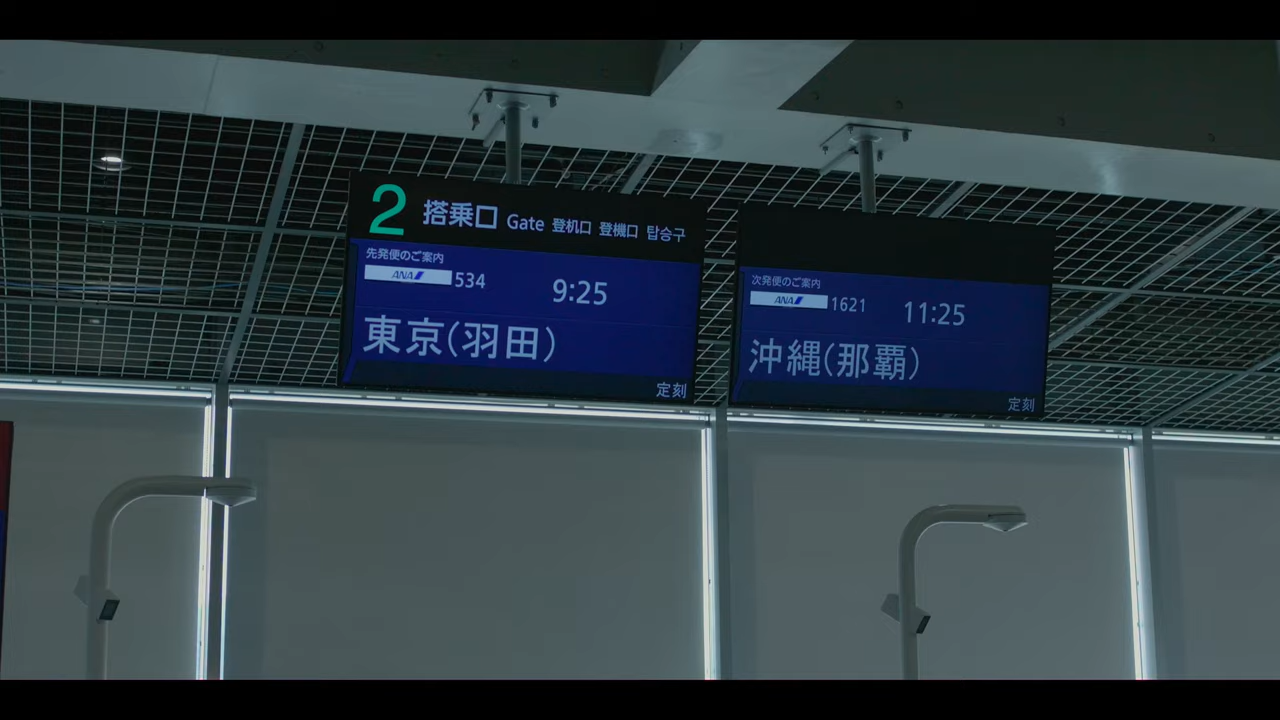 2 搭乗口 Gate 登机口 登機口 탑승구
先発便のご案内
ANA 534 9:25
東京(羽田)
定刻
次発便のご案内
ANA 1621 11:25
沖縄(那覇)
定刻